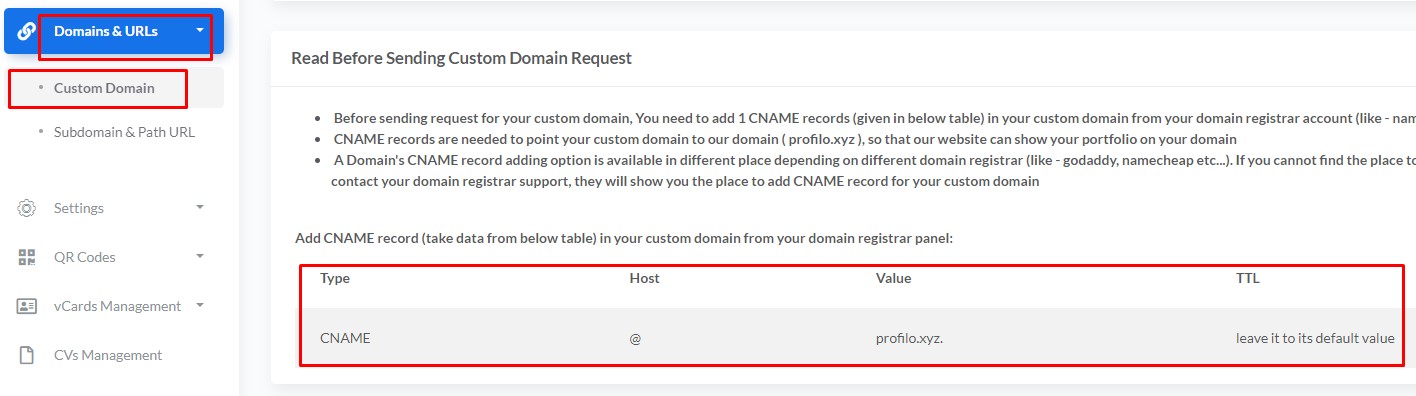 Domains & URLs
Custom Domain
Subdomain & Path URL
Settings
QR Codes
vCards Management
CVs Management
Read Before Sending Custom Domain Request
• Before sending request for your custom domain, You need to add 1 CNAME records (given in below table) in your custom domain from your domain registrar account (like - nam
• CNAME records are needed to point your custom domain to our domain ( profilo.xyz ), so that our website can show your portfolio on your domain
• A Domain's CNAME record adding option is available in different place depending on different domain registrar (like - godaddy, namecheap etc...). If you cannot find the place to
contact your domain registrar support, they will show you the place to add CNAME record for your custom domain
Add CNAME record (take data from below table) in your custom domain from your domain registrar panel:
Type Host Value TTL
CNAME @ profilo.xyz. leave it to its default value